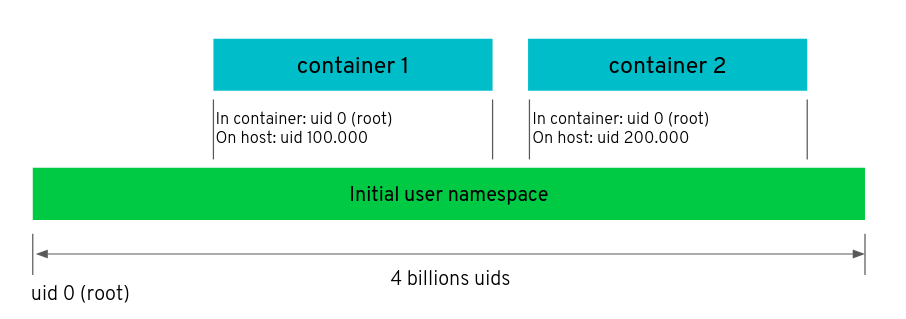 container 1
container 2
In container: uid 0 (root)
On host: uid 100.000
In container: uid 0 (root)
On host: uid 200.000
Initial user namespace
4 billions uids
uid 0 (root)